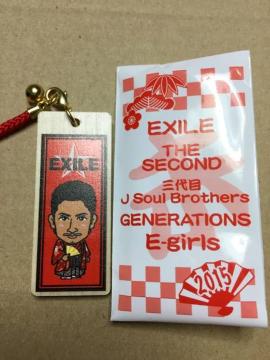 EXILE
EXILE
THE
SECOND
三代目
J Soul Brothers
GENERATIONS
E-girls
2015